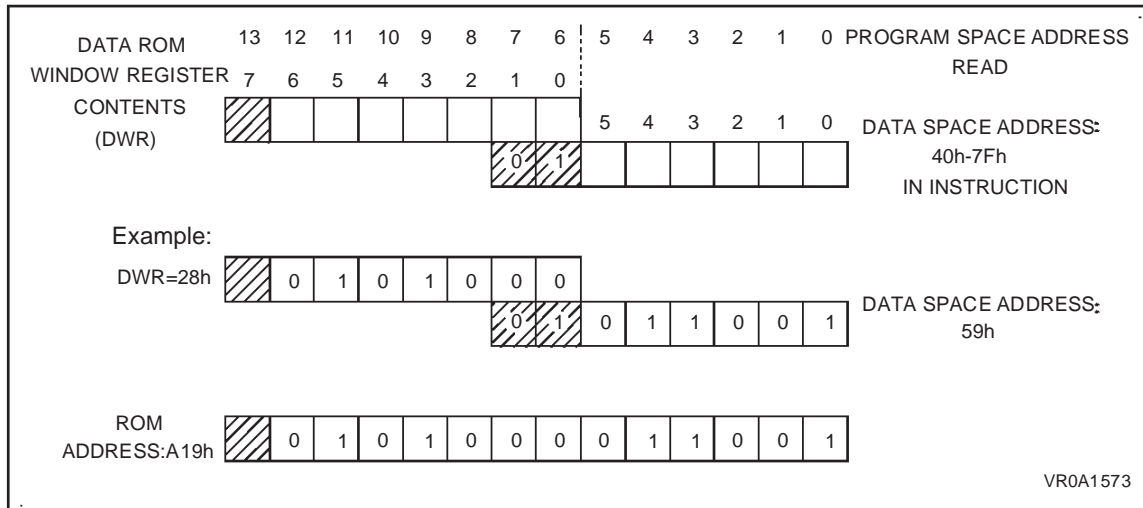 DATA ROM 13 12 11 10 9 8 7 6 5 4 3 2 1 0 PROGRAM SPACE ADDRESS
WINDOW REGISTER 7 6 5 4 3 2 1 0 READ
CONTENTS 5 4 3 2 1 0 DATA SPACE ADDRESS:
(DWR) 0 1 40h-7Fh
IN INSTRUCTION
Example:
DWR=28h 0 1 0 1 0 0 0
0 1 0 1 1 0 0 1 DATA SPACE ADDRESS:
59h
ROM
ADDRESS:A19h 0 1 0 1 0 0 0 0 1 1 0 0 1
VR0A1573